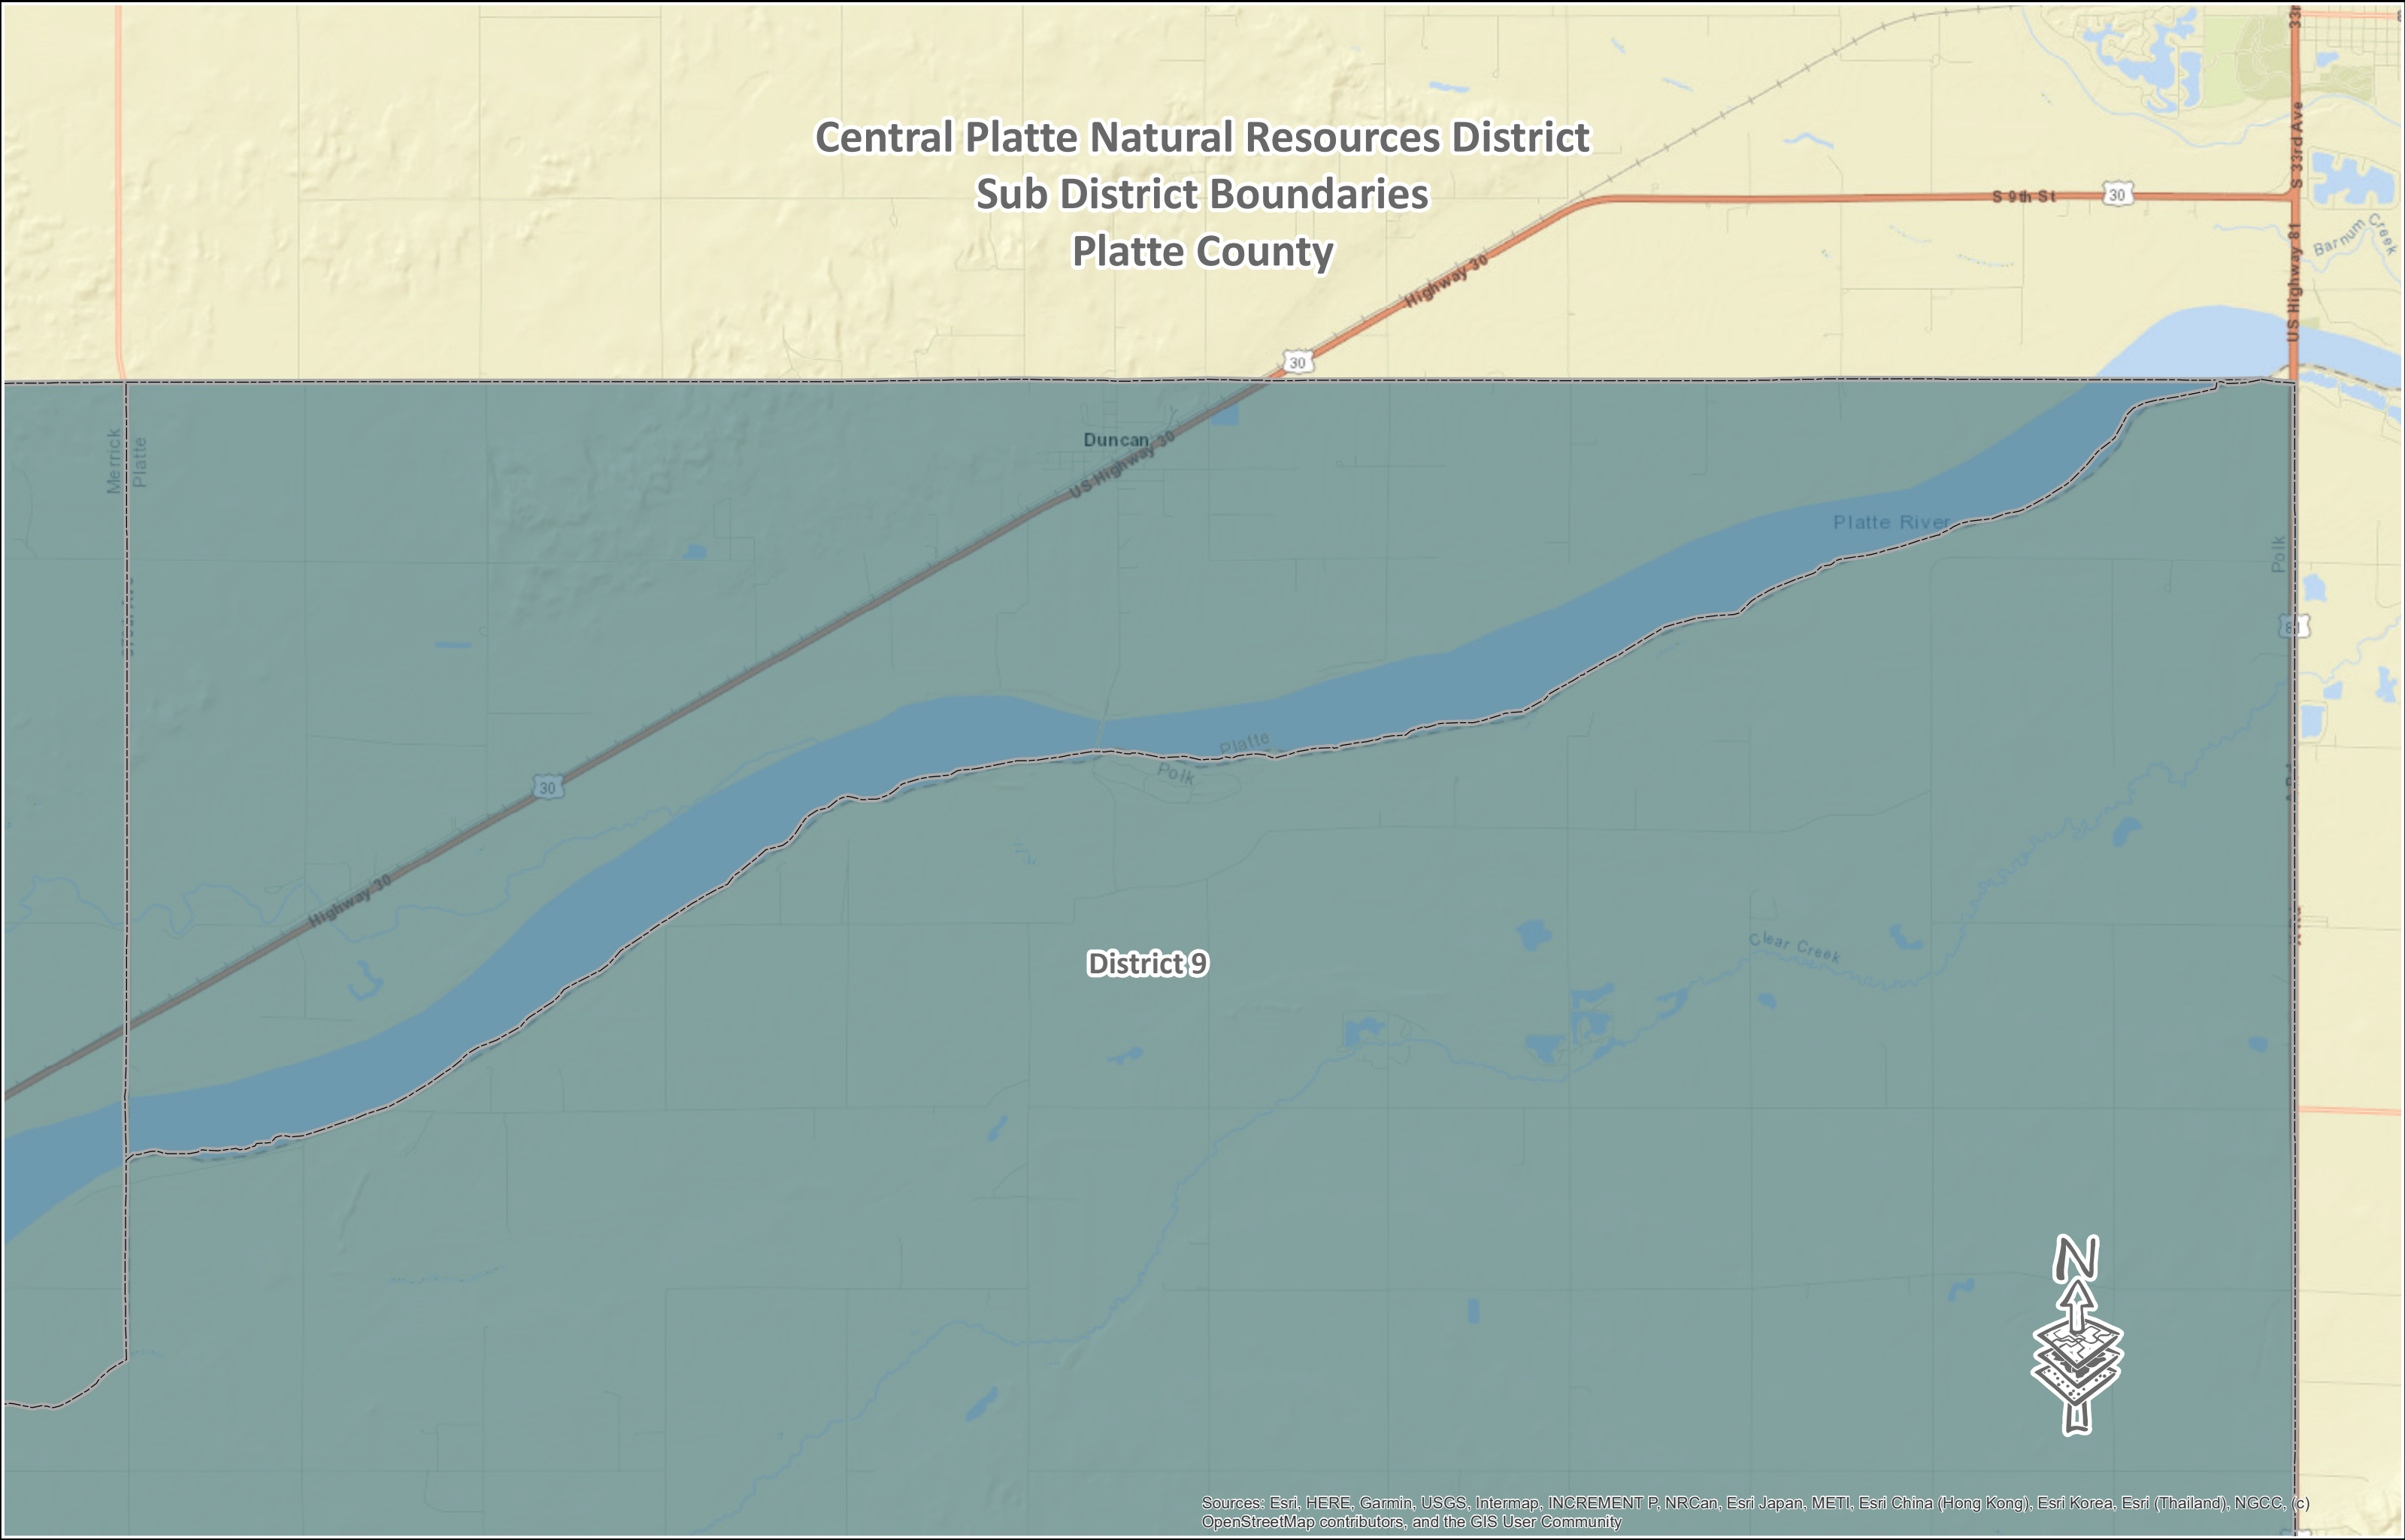 Central Platte Natural Resources District
Sub District Boundaries
Platte County
33r
S 33rd Ave
S 9th St
30
US Highway 81
Barnum Creek
Highway 30
30
Merrick
Platte
Duncan
US Highway 30
Platte River
Polk
81
Platte
Polk
30
Highway 30
District 9
Clear Creek
N
Sources: Esri, HERE, Garmin, USGS, Intermap, INCREMENT P, NRCan, Esri Japan, METI, Esri China (Hong Kong), Esri Korea, Esri (Thailand), NGCC, (c)
OpenStreetMap contributors, and the GIS User Community